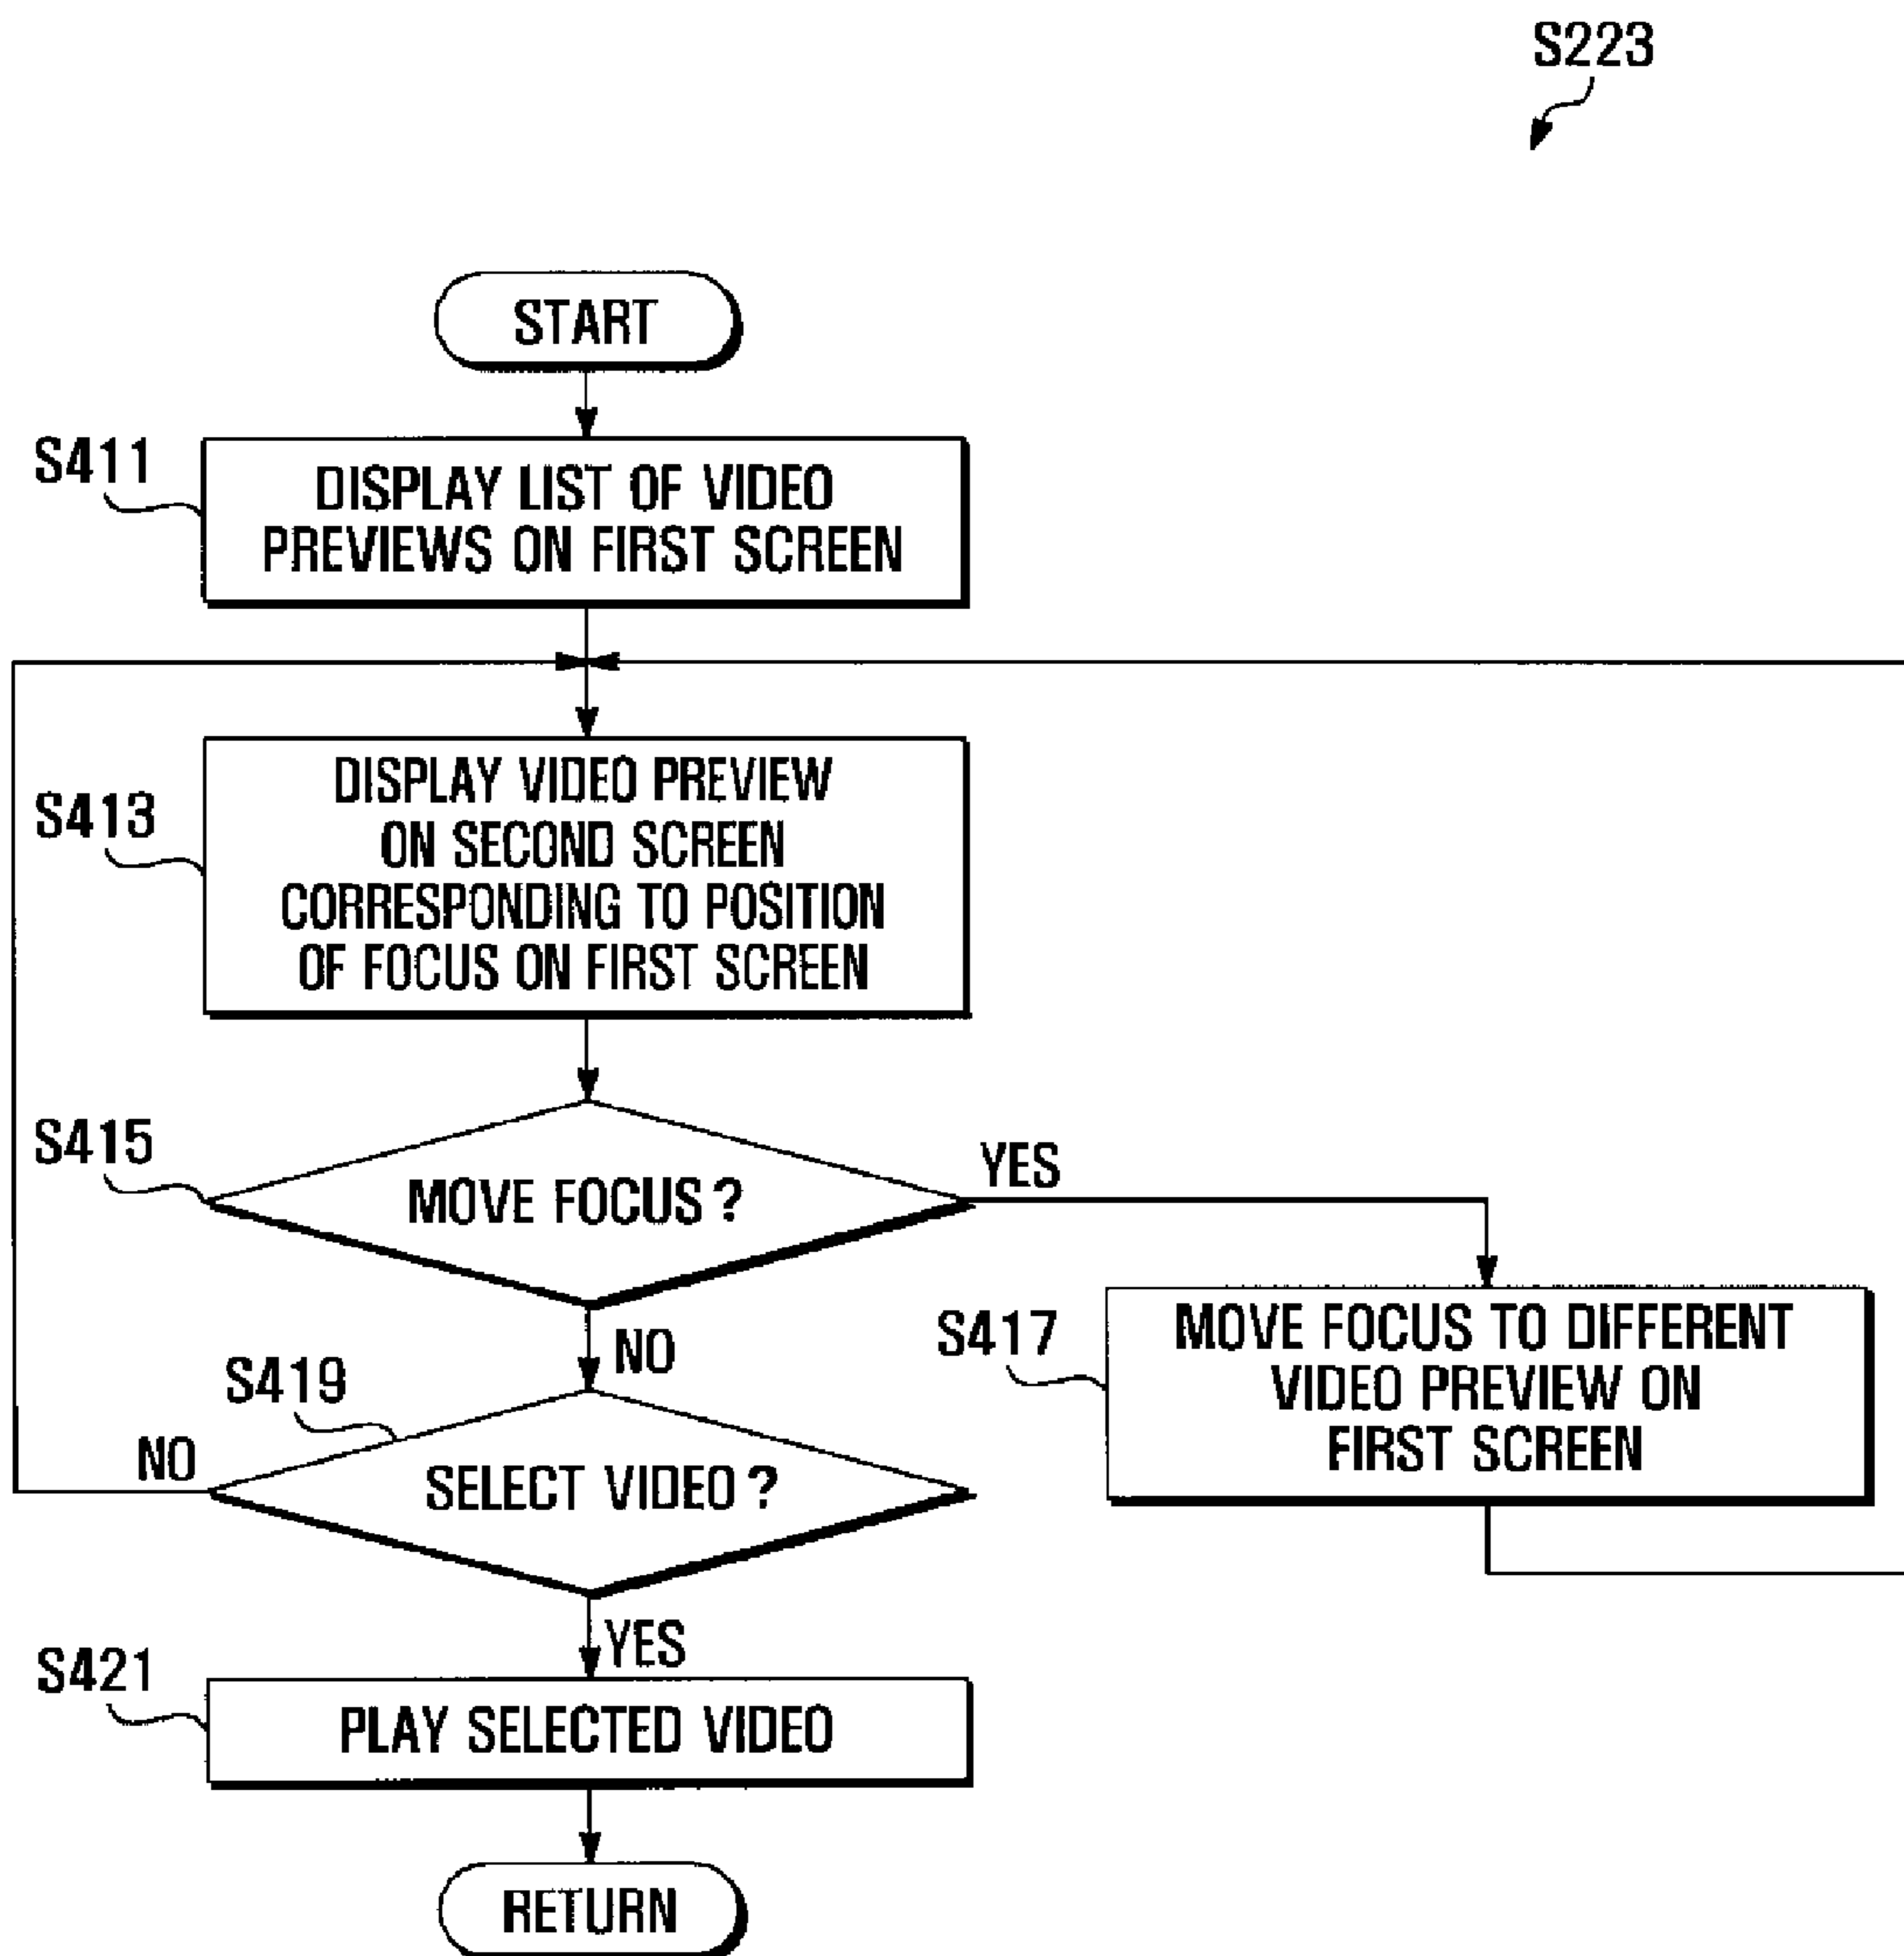 S223
START
S411
DISPLAY LIST OF VIDEO
PREVIEWS ON FIRST SCREEN
S413
DISPLAY VIDEO PREVIEW
ON SECOND SCREEN
CORRESPONDING TO POSITION
OF FOCUS ON FIRST SCREEN
S415
MOVE FOCUS?
YES
NO
S417
MOVE FOCUS TO DIFFERENT
VIDEO PREVIEW ON
FIRST SCREEN
S419
NO
SELECT VIDEO?
YES
S421
PLAY SELECTED VIDEO
RETURN